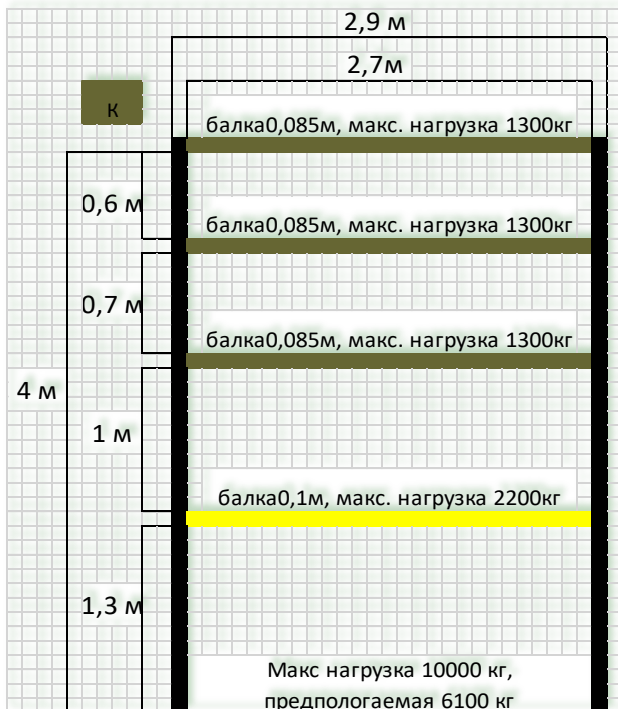 2,9 м
2,7м
к
балка0,085м, макс. нагрузка 1300кг
0,6 м
балка0,085м, макс. нагрузка 1300кг
0,7 м
балка0,085м, макс. нагрузка 1300кг
4 м
1 м
балка0,1м, макс. нагрузка 2200кг
1,3 м
Макс нагрузка 10000 кг,
предпологаемая 6100 кг